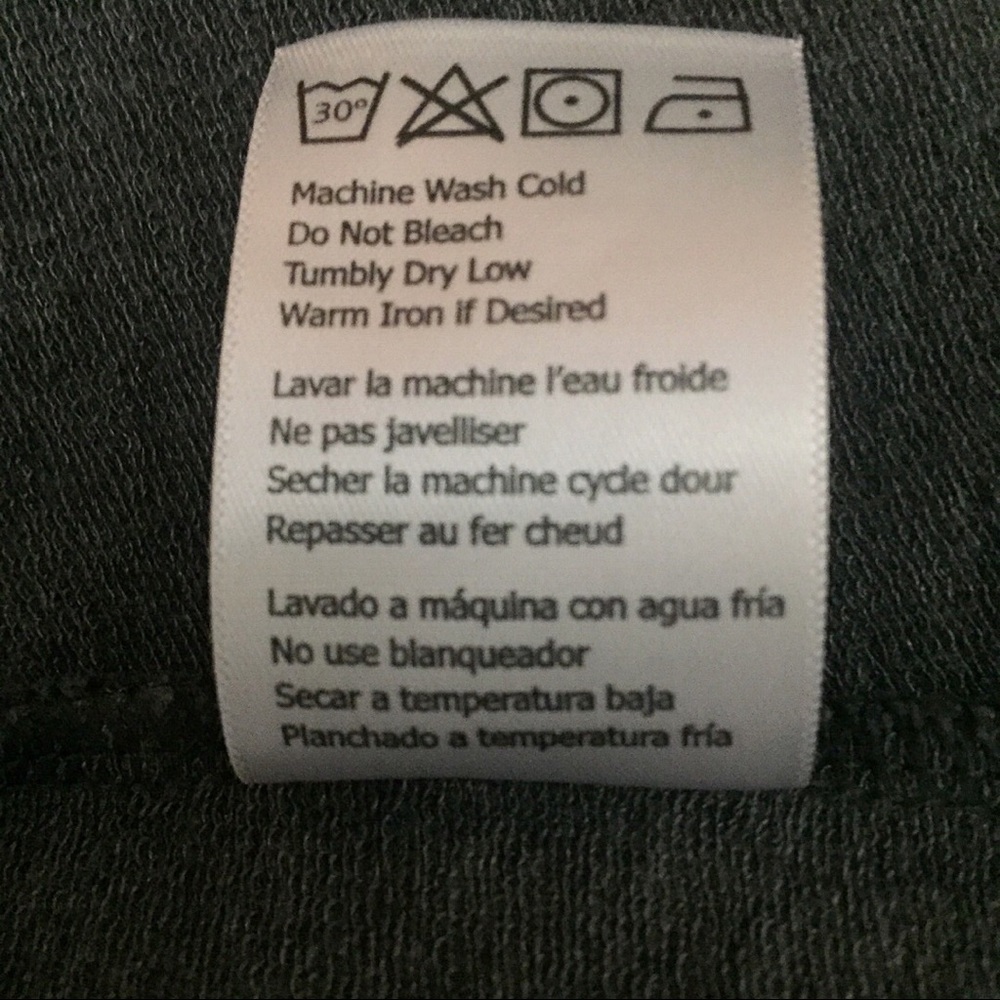 30°
Machine Wash Cold
Do Not Bleach
Tumbly Dry Low
Warm Iron if Desired
Lavar la machine l'eau froide
Ne pas javelliser
Secher la machine cycle dour
Repasser au fer cheud
Lavado a máquina con agua fría
No use blanqueador
Secar a temperatura baja
Planchado a temperatura fría